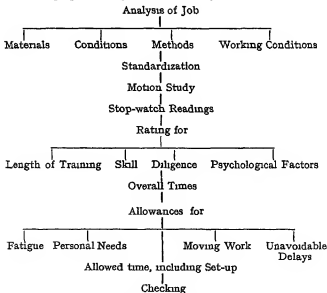 Analysis of Job
Materials Conditions Methods Working Conditions
Standardization
Motion Study
Stop-watch Readings
Rating for
Length of Training Skill Diligence Psychological Factors
Overall Times
Allowances for
Fatigue Personal Needs Moving Work Unavoidable
Delays
Allowed time, including Set-up
Checking